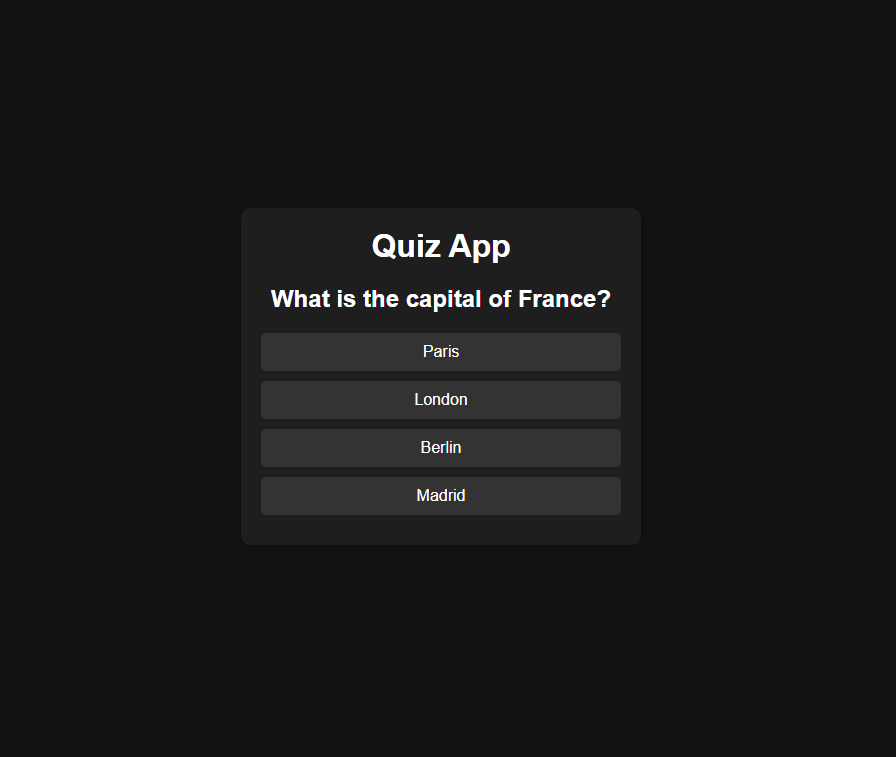 Quiz App
What is the capital of France?
Paris
London
Berlin
Madrid